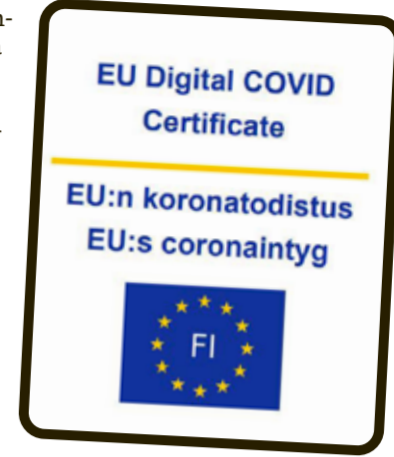 EU Digital COVID
Certificate
EU:n koronatodistus
EU:s coronaintyg
FI